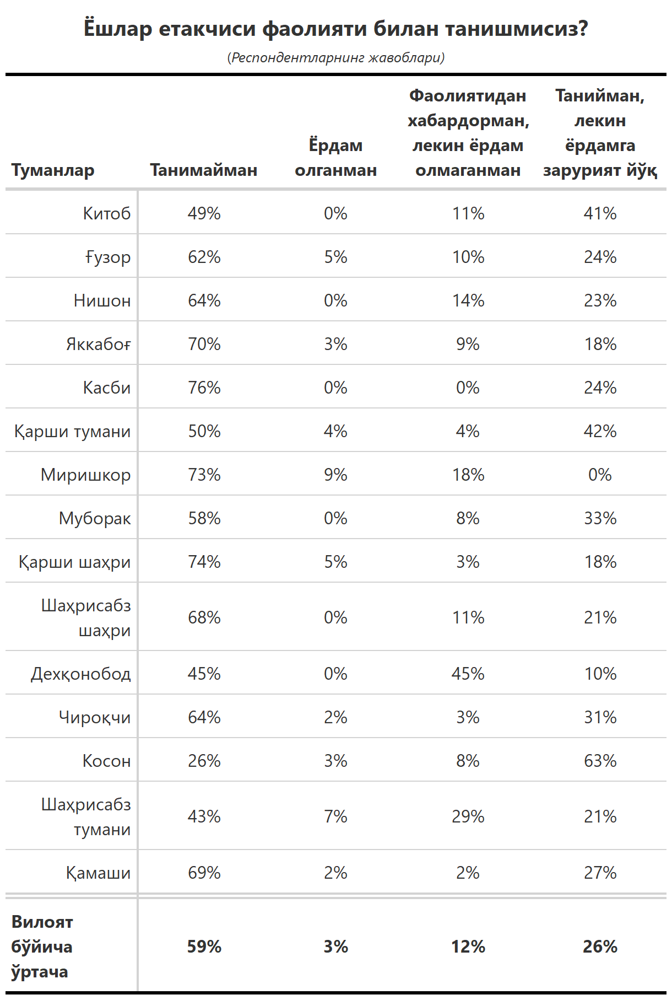 Ёшлар етакчиси фаолияти билан танишмисиз?
(Респондентларнинг жавоблари)
Туманлар Танимайман Ёрдам олганман Фаолиятидан хабардорман, лекин ёрдам олмаганман Танийман, лекин ёрдамга зарурият йўқ
Китоб 49% 0% 11% 41%
Ғузор 62% 5% 10% 24%
Нишон 64% 0% 14% 23%
Яккабоғ 70% 3% 9% 18%
Касби 76% 0% 0% 24%
Қарши тумани 50% 4% 4% 42%
Миришкор 73% 9% 18% 0%
Муборак 58% 0% 8% 33%
Қарши шаҳри 74% 5% 3% 18%
Шаҳрисабз шаҳри 68% 0% 11% 21%
Дехқонобод 45% 0% 45% 10%
Чироқчи 64% 2% 3% 31%
Косон 26% 3% 8% 63%
Шаҳрисабз тумани 43% 7% 29% 21%
Қамаши 69% 2% 2% 27%
Вилоят бўйича ўртача 59% 3% 12% 26%